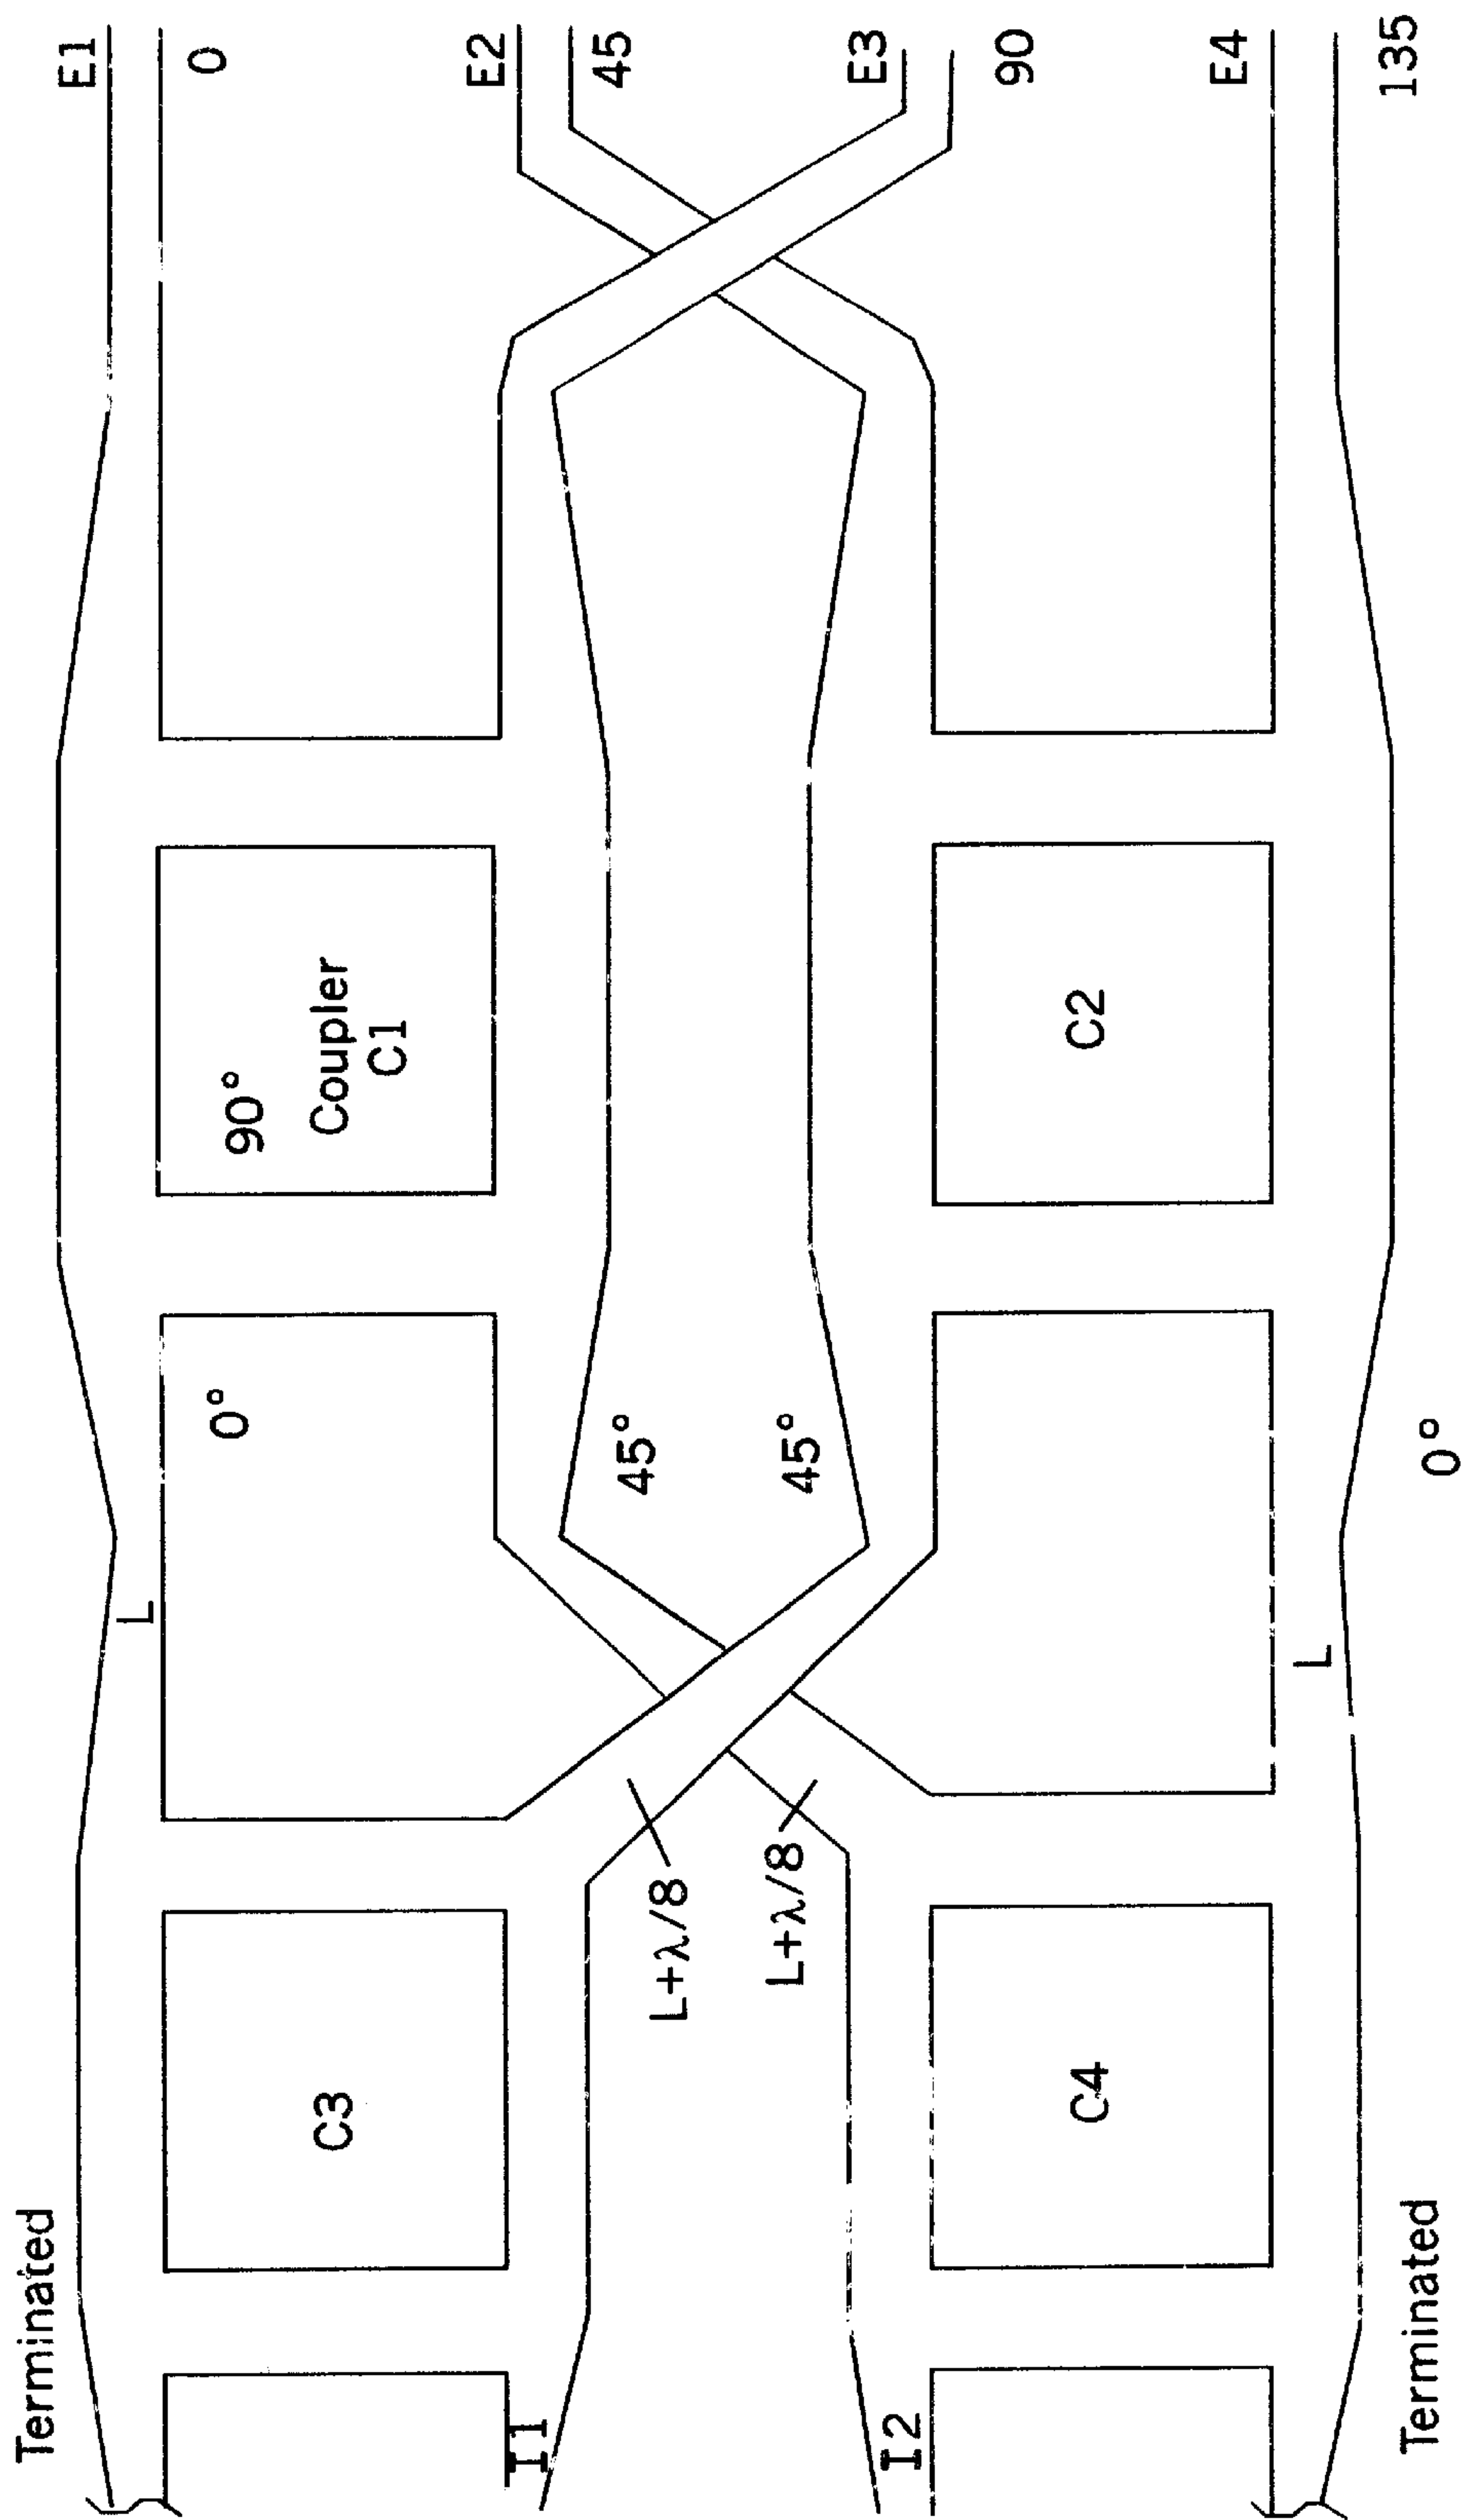 E1
0
E2
45
E3
90
E4
135
90°
Coupler
C1
C2
0°
45°
45°
0°
L
L
L+λ/8
L+λ/8
C3
C4
Terminated
I1
I2
Terminated